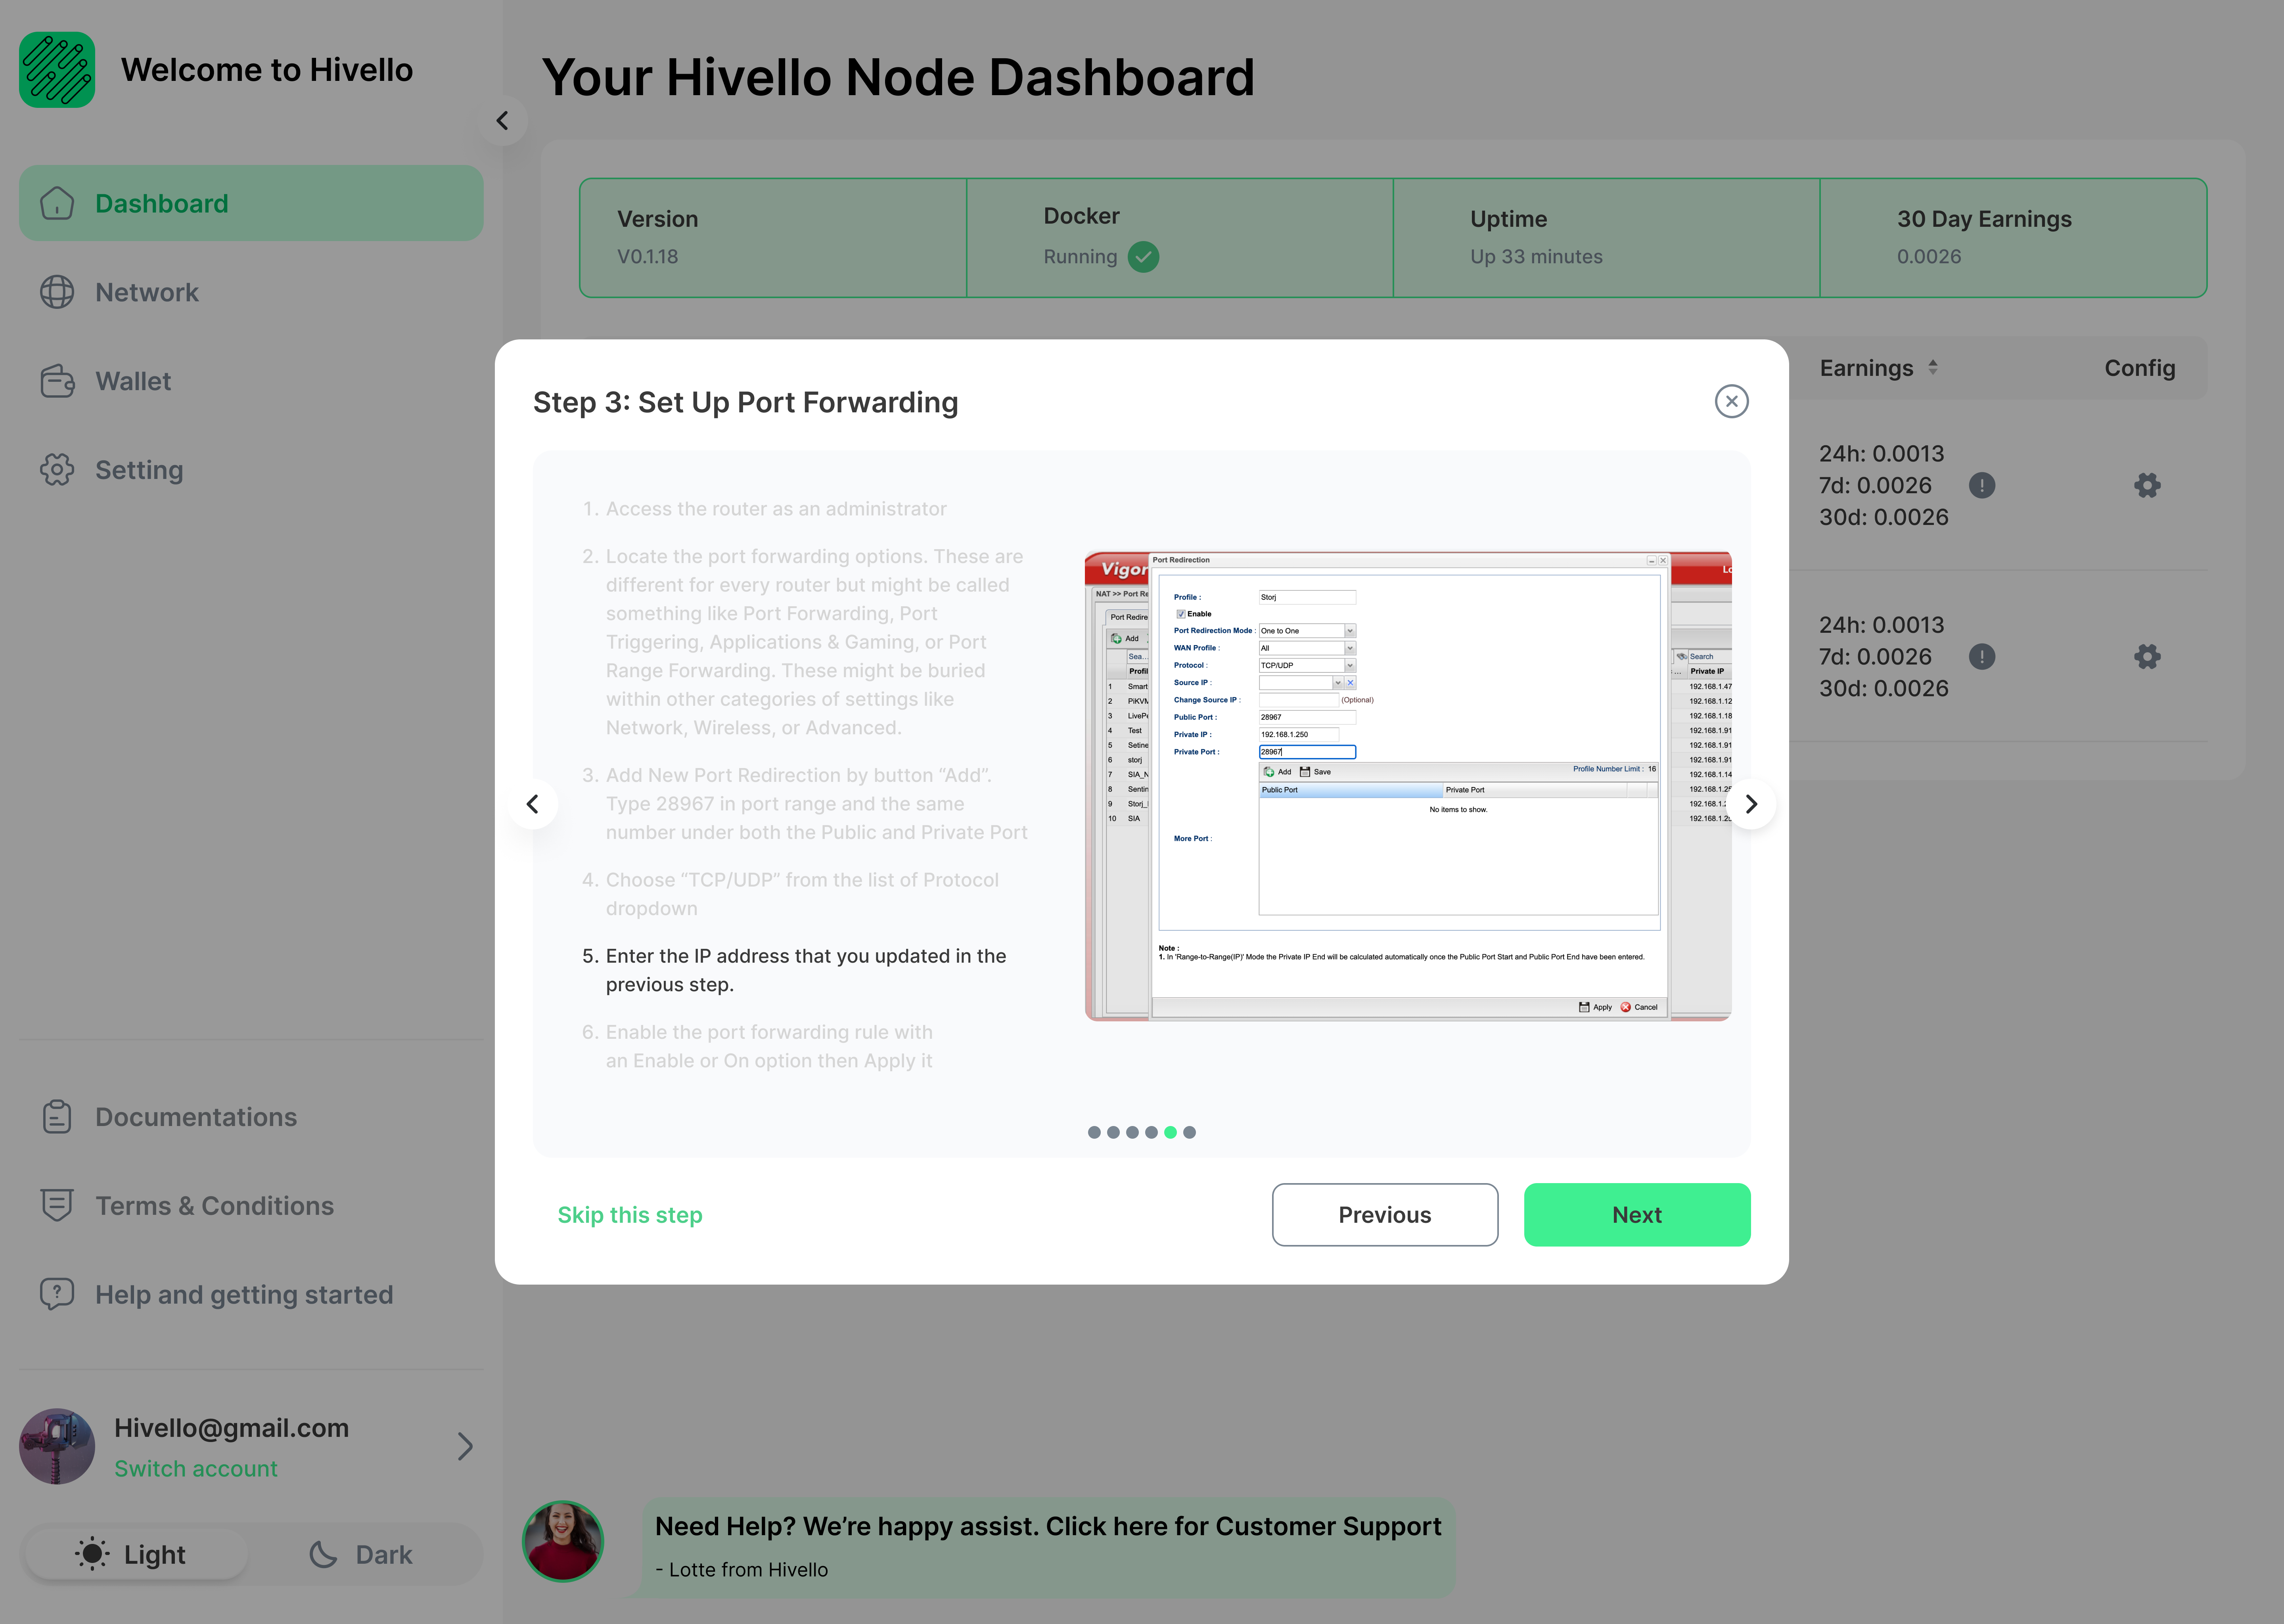 Welcome to Hivello
Dashboard
Network
Wallet
Setting
Documentations
Terms & Conditions
Help and getting started
Hivello@gmail.com
Switch account
Light
Dark
Your Hivello Node Dashboard
Version
V0.1.18
Docker
Running
Uptime
Up 33 minutes
30 Day Earnings
0.0026
Earnings
Config
24h: 0.0013
7d: 0.0026
30d: 0.0026
24h: 0.0013
7d: 0.0026
30d: 0.0026
Step 3: Set Up Port Forwarding
1. Access the router as an administrator
2. Locate the port forwarding options. These are
different for every router but might be called
something like Port Forwarding, Port
Triggering, Applications & Gaming, or Port
Range Forwarding. These might be buried
within other categories of settings like
Network, Wireless, or Advanced.
3. Add New Port Redirection by button “Add”.
Type 28967 in port range and the same
number under both the Public and Private Port
4. Choose “TCP/UDP” from the list of Protocol
dropdown
5. Enter the IP address that you updated in the
previous step.
6. Enable the port forwarding rule with
an Enable or On option then Apply it
Vigor
NAT >> Port Re
Port Redire
Add
Sea...
Profil
1 Smart
2 PiKVM
3 LivePe
4 Test
5 Setine
6 storj
7 SIA_N
8 Sentin
9 Storj_
10 SIA
Port Redirection
Profile : Storj
Enable
Port Redirection Mode : One to One
WAN Profile : All
Protocol : TCP/UDP
Source IP :
Change Source IP : (Optional)
Public Port : 28967
Private IP : 192.168.1.250
Private Port : 28967
Add Save Profile Number Limit : 16
Public Port Private Port
No items to show.
More Port :
Note :
1. In 'Range-to-Range(IP)' Mode the Private IP End will be calculated automatically once the Public Port Start and Public Port End have been entered.
Apply Cancel
Lo
Search
... Private IP
192.168.1.47
192.168.1.12
192.168.1.18
192.168.1.91
192.168.1.91
192.168.1.91
192.168.1.14
192.168.1.25
192.168.1.2
192.168.1.25
Skip this step
Previous
Next
Need Help? We’re happy assist. Click here for Customer Support
- Lotte from Hivello